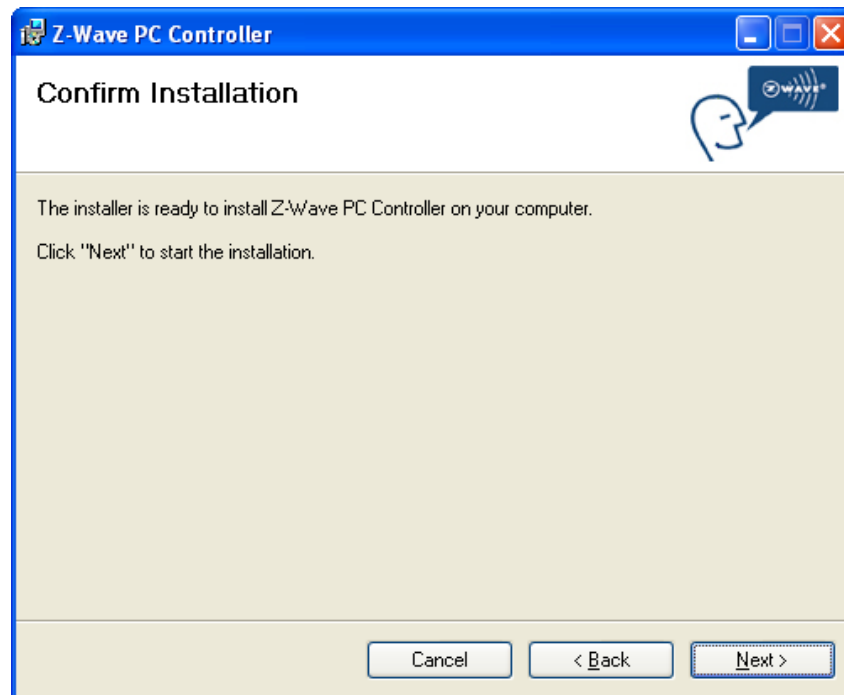 Z-Wave PC Controller
Confirm Installation
Z WAVE
The installer is ready to install Z-Wave PC Controller on your computer.
Click "Next" to start the installation.
Cancel
< Back
Next >